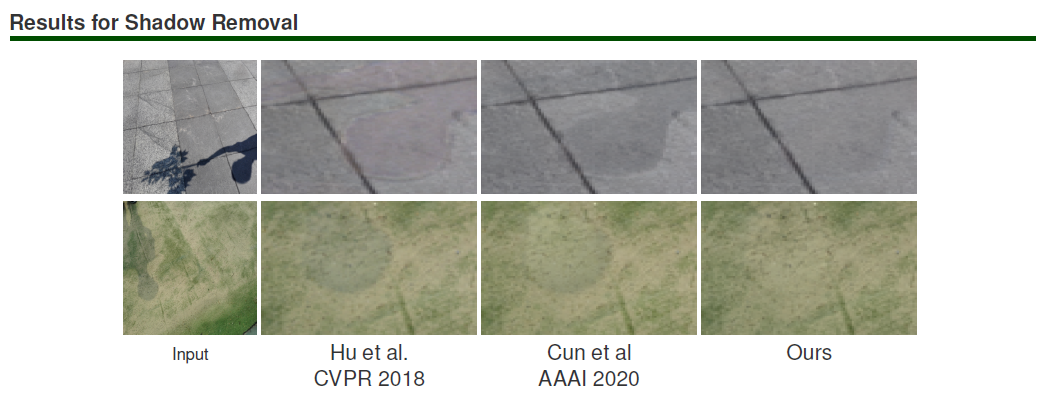 Results for Shadow Removal
Input
Hu et al.
CVPR 2018
Cun et al
AAAI 2020
Ours